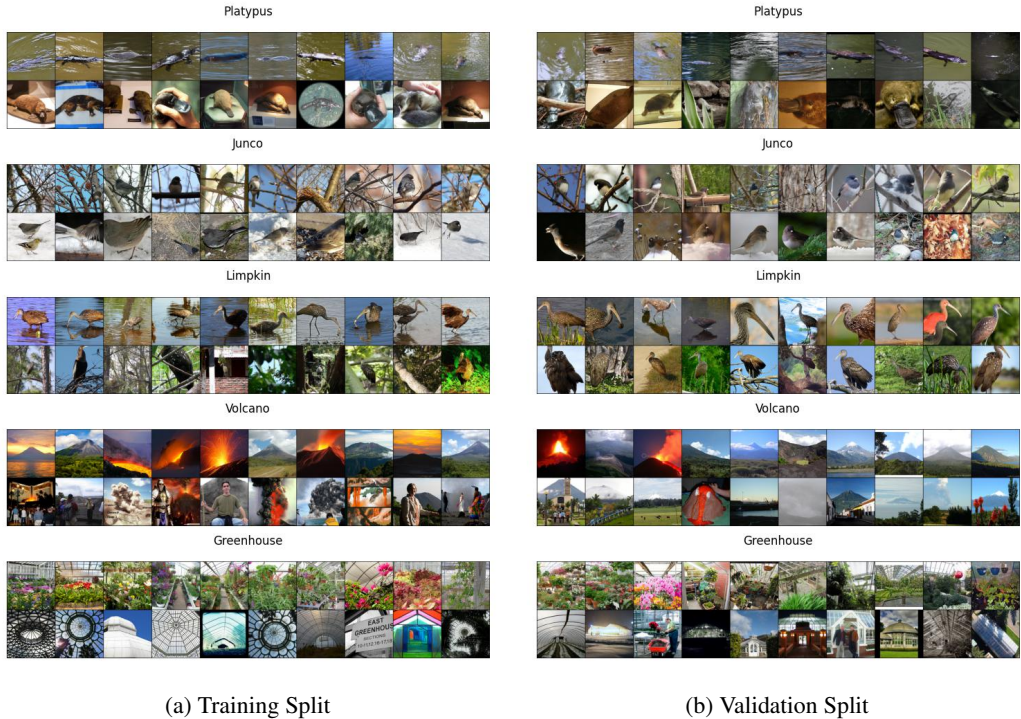 Platypus
Junco
Limpkin
Volcano
Greenhouse
EAST
GREENHOUSE
(a) Training Split
Platypus
Junco
Limpkin
Volcano
Greenhouse
(b) Validation Split